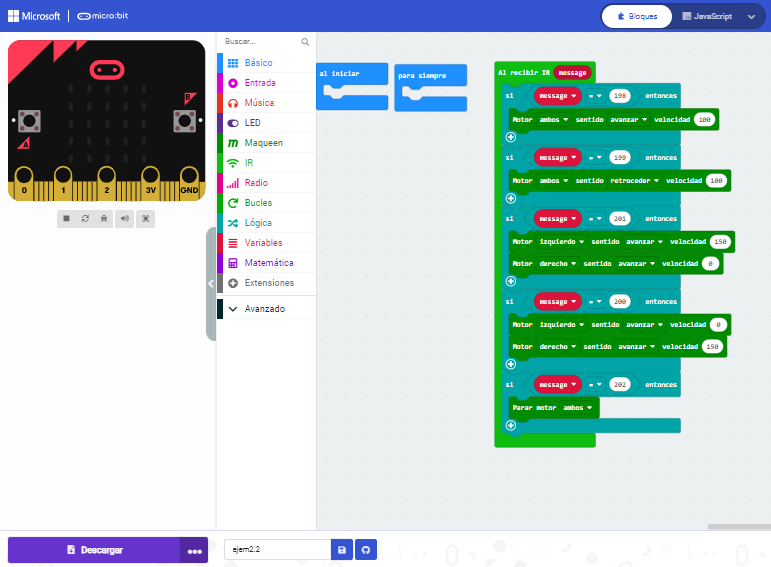 Microsoft
micro:bit
Bloques
JavaScript
B
A
0 1 2 3V GND
Buscar...
Básico
Entrada
Música
LED
Maqueen
IR
Radio
Bucles
Lógica
Variables
Matemática
Extensiones
Avanzado
al iniciar
para siempre
Al recibir IR message
si message = 198 entonces
Motor ambos sentido avanzar velocidad 100
si message = 199 entonces
Motor ambos sentido retroceder velocidad 100
si message = 201 entonces
Motor izquierdo sentido avanzar velocidad 150
Motor derecho sentido avanzar velocidad 0
si message = 200 entonces
Motor izquierdo sentido avanzar velocidad 0
Motor derecho sentido avanzar velocidad 150
si message = 202 entonces
Parar motor ambos
Descargar
ejem2.2